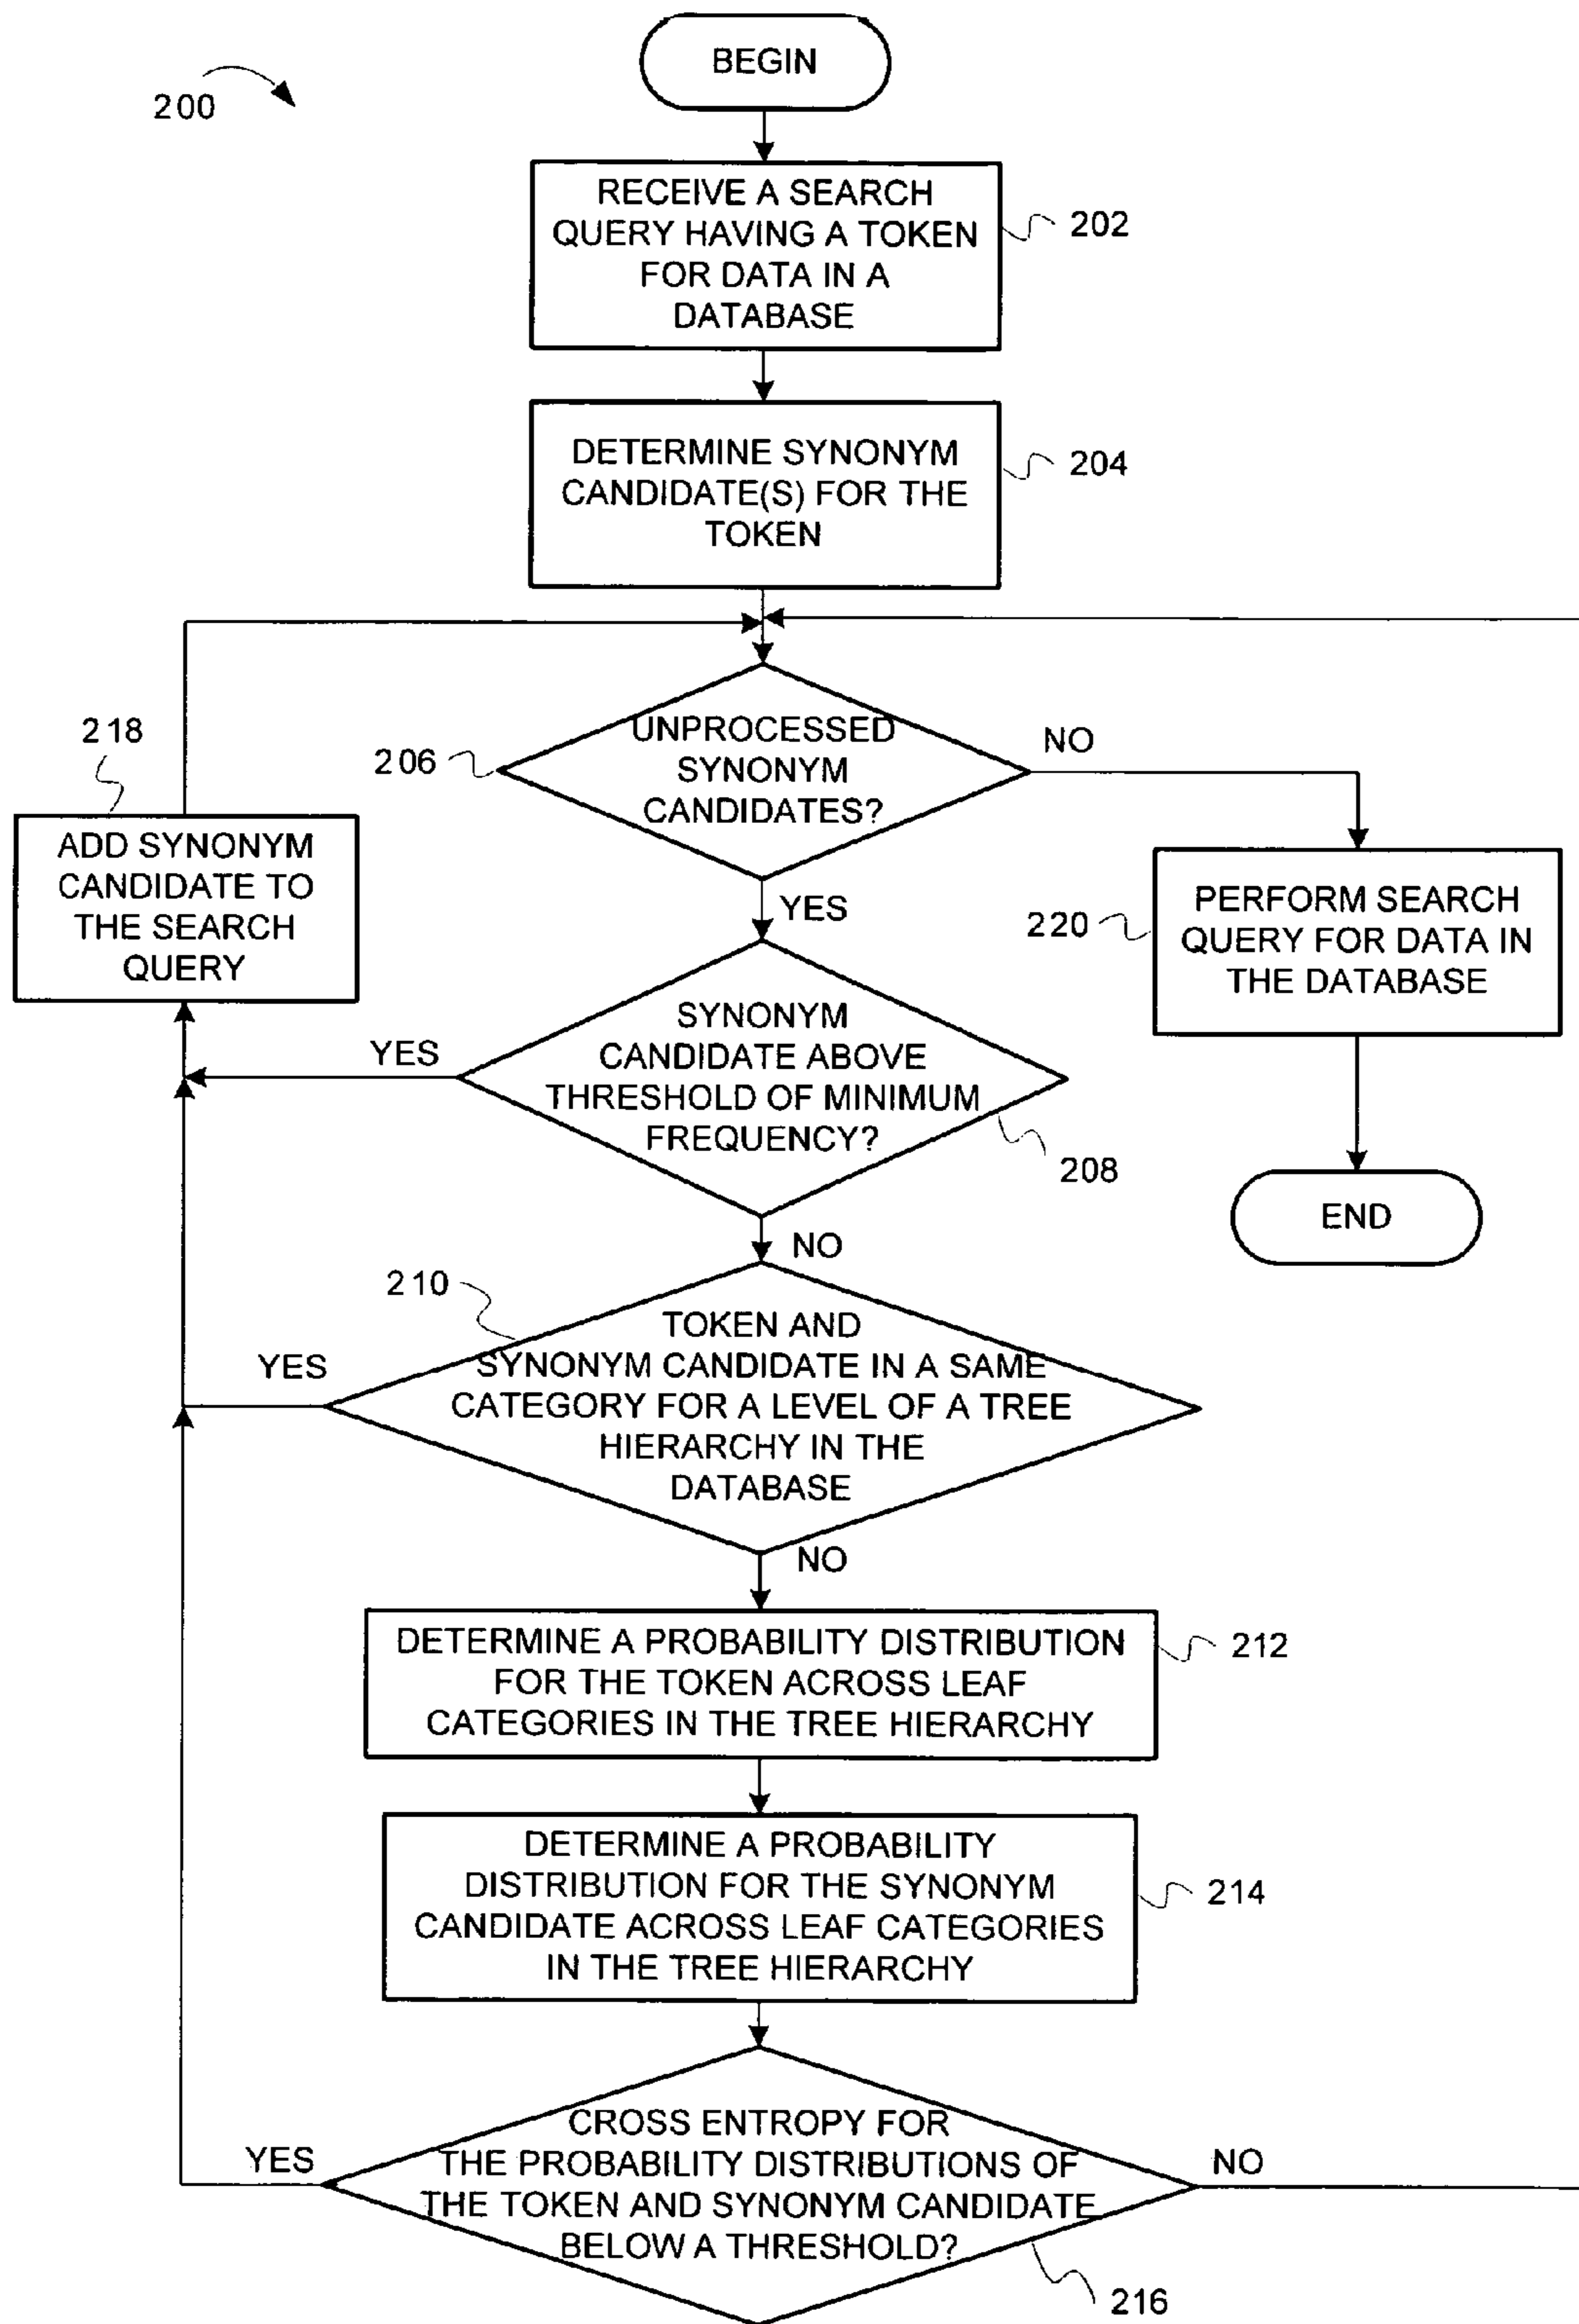 200
BEGIN
RECEIVE A SEARCH
QUERY HAVING A TOKEN
FOR DATA IN A
DATABASE
202
DETERMINE SYNONYM
CANDIDATE(S) FOR THE
TOKEN
204
UNPROCESSED
SYNONYM
CANDIDATES?
206
NO
YES
218
ADD SYNONYM
CANDIDATE TO
THE SEARCH
QUERY
PERFORM SEARCH
QUERY FOR DATA IN
THE DATABASE
220
END
SYNONYM
CANDIDATE ABOVE
THRESHOLD OF MINIMUM
FREQUENCY?
208
YES
NO
210
TOKEN AND
SYNONYM CANDIDATE IN A SAME
CATEGORY FOR A LEVEL OF A TREE
HIERARCHY IN THE
DATABASE
YES
NO
DETERMINE A PROBABILITY DISTRIBUTION
FOR THE TOKEN ACROSS LEAF
CATEGORIES IN THE TREE HIERARCHY
212
DETERMINE A PROBABILITY
DISTRIBUTION FOR THE SYNONYM
CANDIDATE ACROSS LEAF CATEGORIES
IN THE TREE HIERARCHY
214
CROSS ENTROPY FOR
THE PROBABILITY DISTRIBUTIONS OF
THE TOKEN AND SYNONYM CANDIDATE
BELOW A THRESHOLD?
YES
NO
216